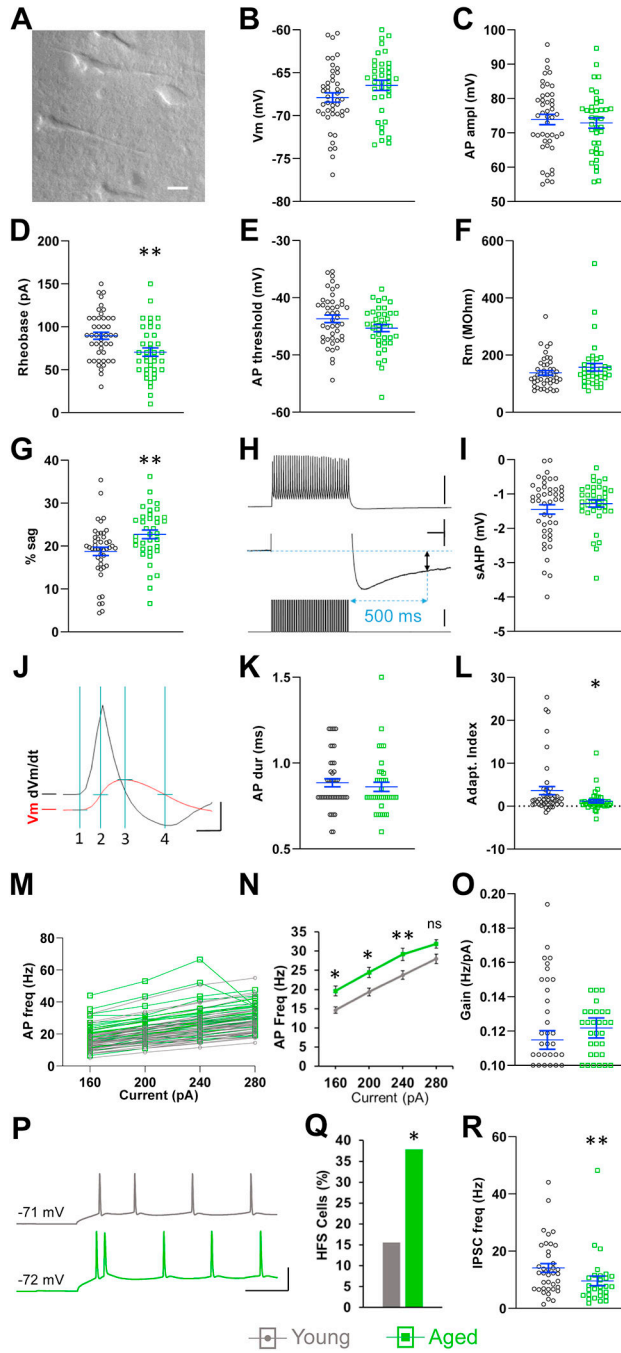 A
B
-60
-65
-70
-75
-80
Vm (mV)
C
100
90
80
70
60
50
AP ampl (mV)
D
**
200
150
100
50
0
Rheobase (pA)
E
-30
-40
-50
-60
AP threshold (mV)
F
600
400
200
0
Rm (MOhm)
G
**
40
30
20
10
0
% sag
H
500 ms
I
0
-1
-2
-3
-4
-5
sAHP (mV)
J
Vm dVm/dt
1 2 3 4
K
1.5
1.0
0.5
AP dur (ms)
L
*
30
20
10
0
-10
Adapt. Index
M
80
60
40
20
0
AP freq (Hz)
160 200 240 280
Current (pA)
N
35
30
25
20
15
10
5
0
AP Freq (Hz)
* * ** ns
160 200 240 280
Current (pA)
O
0.20
0.18
0.16
0.14
0.12
0.10
Gain (Hz/pA)
P
-71 mV
-72 mV
Q
*
40
35
30
25
20
15
10
5
0
HFS Cells (%)
R
**
60
40
20
0
IPSC freq (Hz)
Young Aged